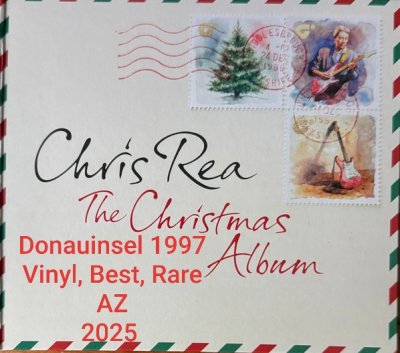 Chris Rea
The Christmas
Album
Donauinsel 1997
Vinyl, Best, Rare
AZ
2025